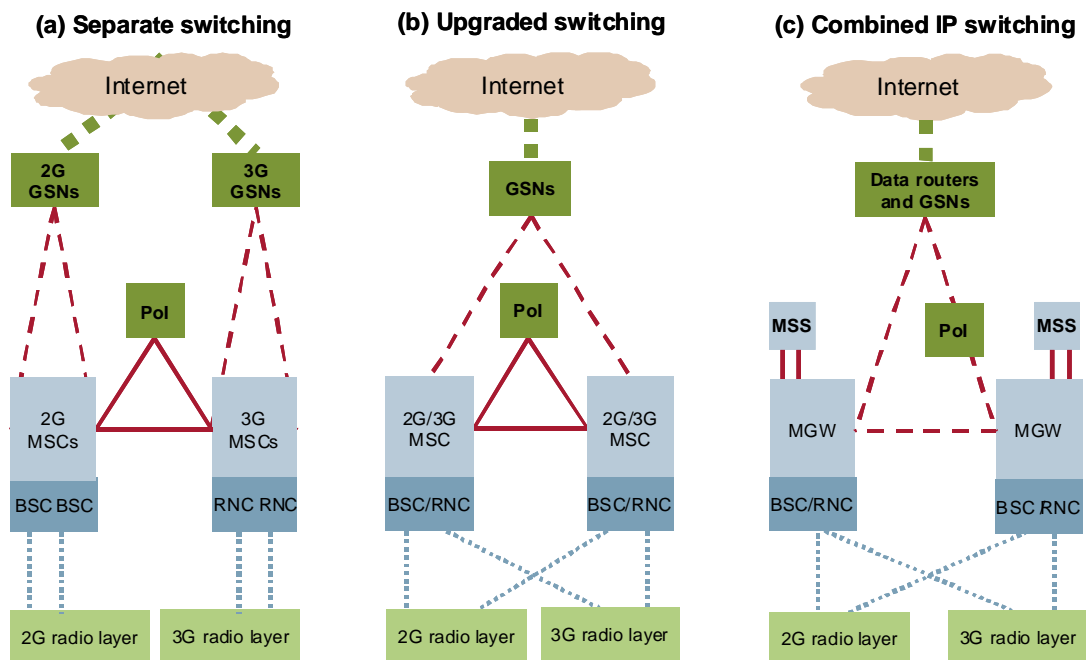 (a) Separate switching
Internet
2G
GSNs
3G
GSNs
PoI
2G
MSCs
3G
MSCs
BSC BSC
RNC RNC
2G radio layer
3G radio layer
(b) Upgraded switching
Internet
GSNs
PoI
2G/3G
MSC
2G/3G
MSC
BSC/RNC
BSC/RNC
2G radio layer
3G radio layer
(c) Combined IP switching
Internet
Data routers
and GSNs
MSS
PoI
MSS
MGW
MGW
BSC/RNC
BSC/RNC
2G radio layer
3G radio layer